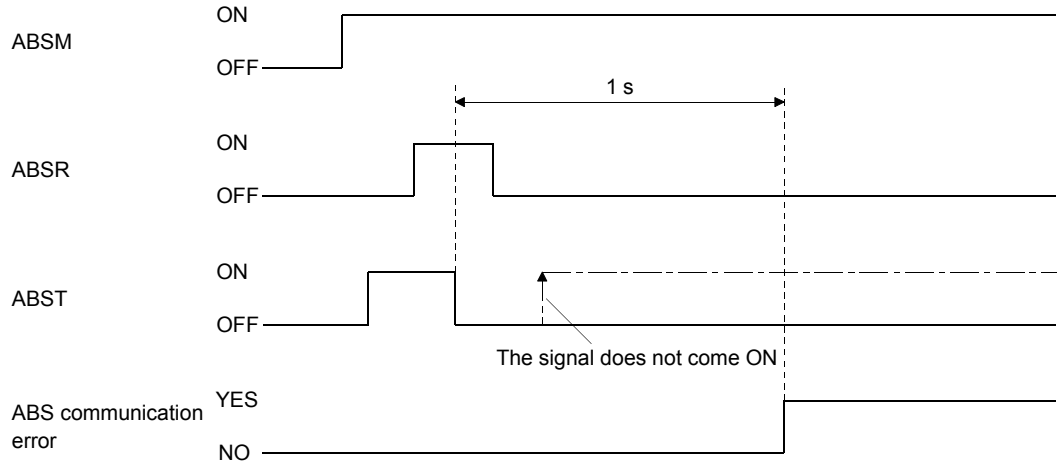 ON
ABSM
OFF
1 s
ON
ABSR
OFF
ON
ABST
OFF
The signal does not come ON
YES
ABS communication
error
NO